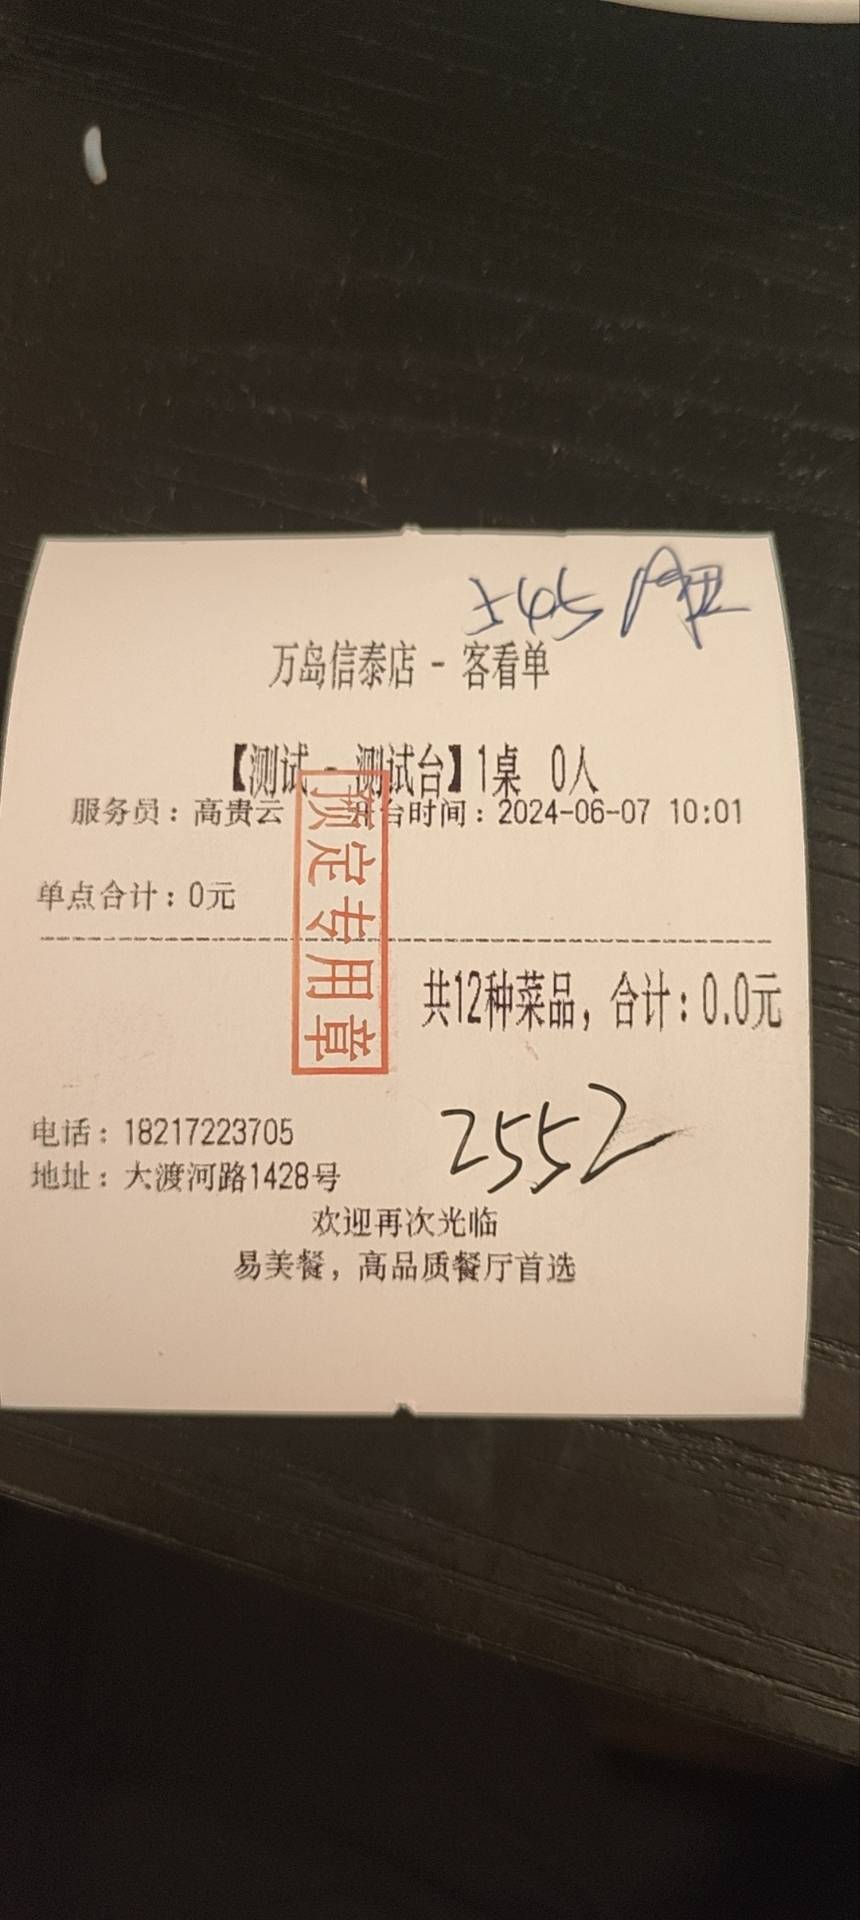 545
万岛信泰店 - 客看单
【测试 - 测试台】1桌 0人
服务员：高贵云 开台时间：2024-06-07 10:01
预定专用章
单点合计：0元
共12种菜品，合计：0.0元
2552
电话：18217223705
地址：大渡河路1428号
欢迎再次光临
易美餐，高品质餐厅首选